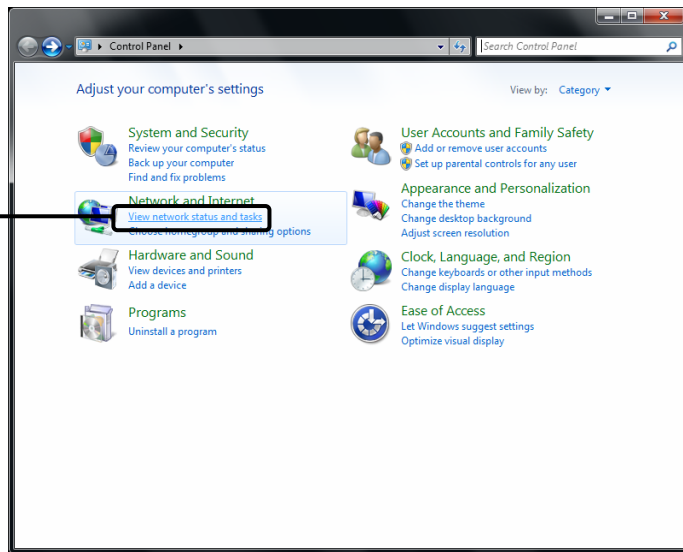 Control Panel
Search Control Panel
Adjust your computer's settings
View by: Category
System and Security
Review your computer's status
Back up your computer
Find and fix problems
Network and Internet
View network status and tasks
Choose homegroup and sharing options
Hardware and Sound
View devices and printers
Add a device
Programs
Uninstall a program
User Accounts and Family Safety
Add or remove user accounts
Set up parental controls for any user
Appearance and Personalization
Change the theme
Change desktop background
Adjust screen resolution
Clock, Language, and Region
Change keyboards or other input methods
Change display language
Ease of Access
Let Windows suggest settings
Optimize visual display